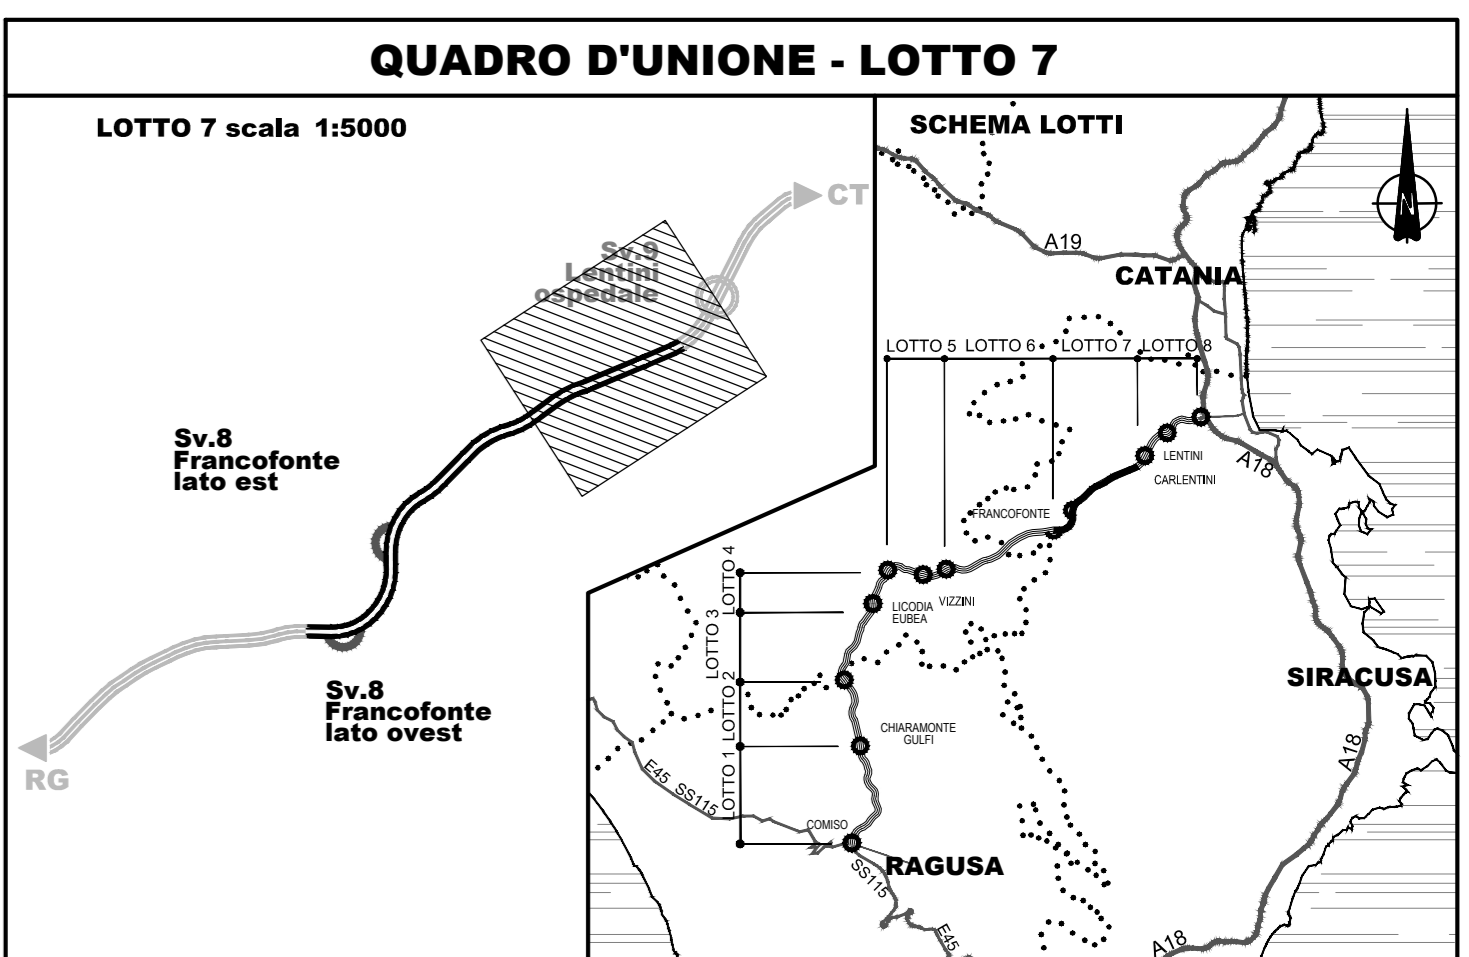 QUADRO D'UNIONE - LOTTO 7
LOTTO 7 scala 1:5000
CT
Sv.9
Lentini
ospedale
Sv.8
Francofonte
lato est
Sv.8
Francofonte
lato ovest
RG
SCHEMA LOTTI
N
A19
CATANIA
LOTTO 5
LOTTO 6
LOTTO 7
LOTTO 8
A18
LENTINI
CARLENTINI
FRANCOFONTE
LOTTO 4
LOTTO 3
LOTTO 2
LOTTO 1
VIZZINI
LICODIA
EUBEA
SIRACUSA
CHIARAMONTE
GULFI
A18
E45
SS115
COMISO
RAGUSA
SS115
E45
A18